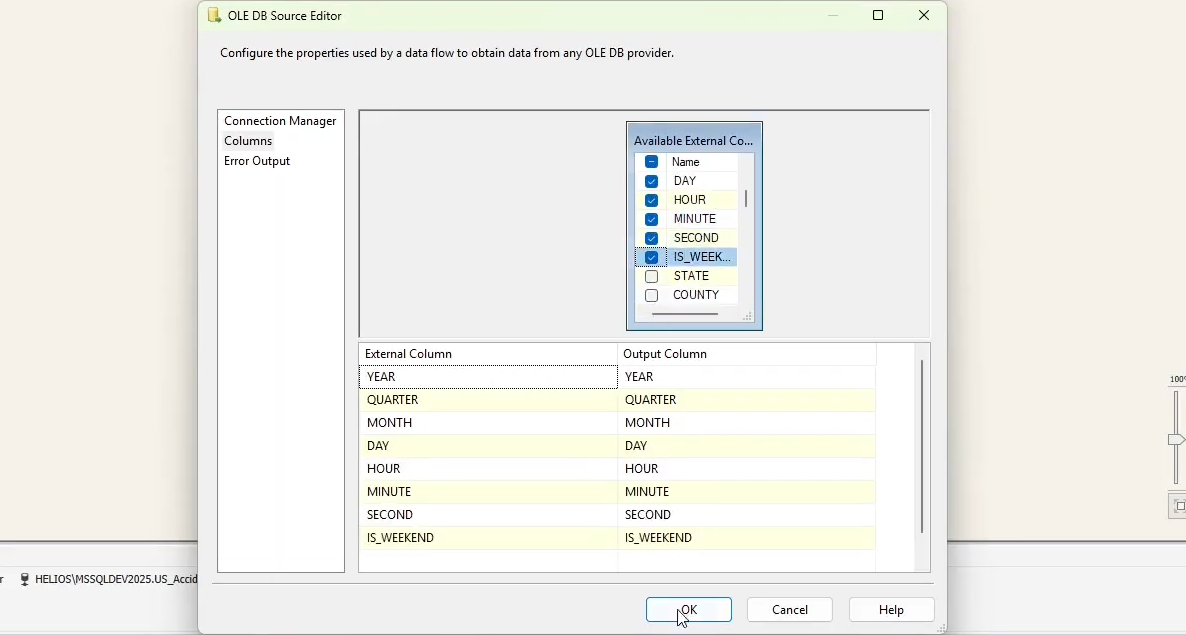 OLE DB Source Editor
Configure the properties used by a data flow to obtain data from any OLE DB provider.
Connection Manager
Columns
Error Output
Available External Co...
Name
DAY
HOUR
MINUTE
SECOND
IS_WEEK...
STATE
COUNTY
External Column Output Column
YEAR YEAR
QUARTER QUARTER
MONTH MONTH
DAY DAY
HOUR HOUR
MINUTE MINUTE
SECOND SECOND
IS_WEEKEND IS_WEEKEND
100%
r HELIOS\MSSQLDEV2025.US_Accid
OK Cancel Help